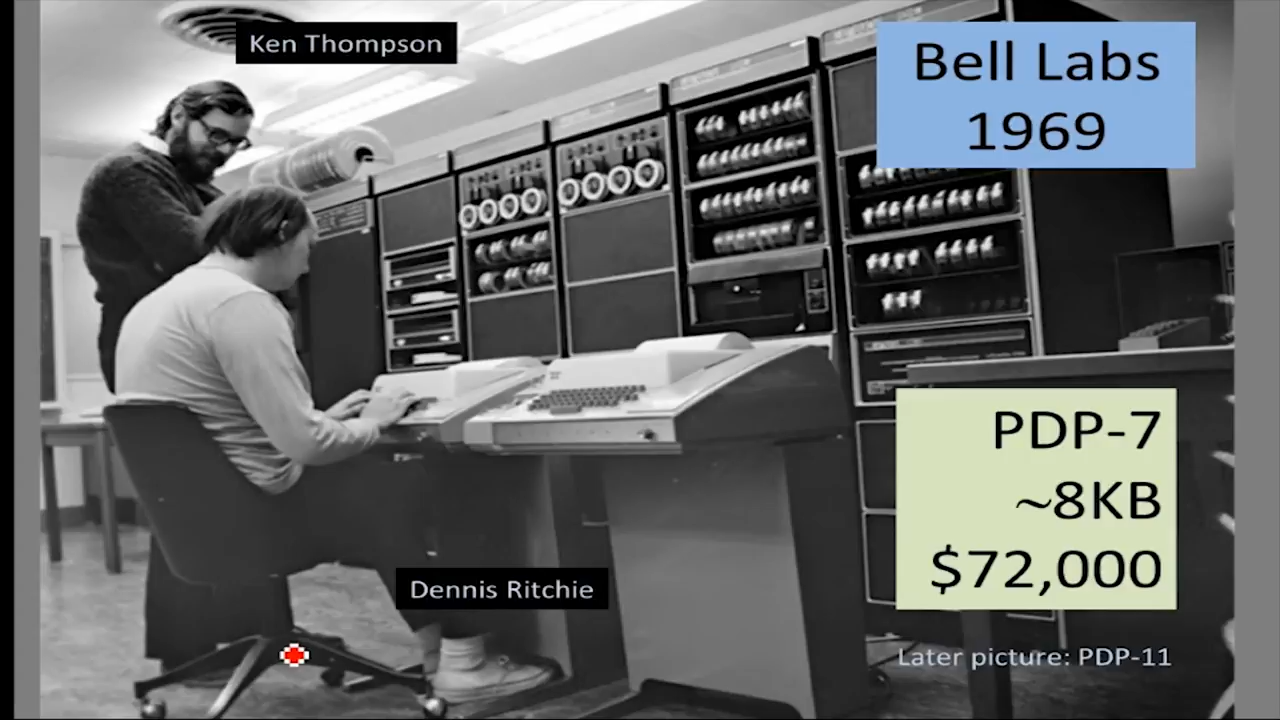 Ken Thompson
Bell Labs
1969
PDP-7
~8KB
$72,000
Dennis Ritchie
Later picture: PDP-11